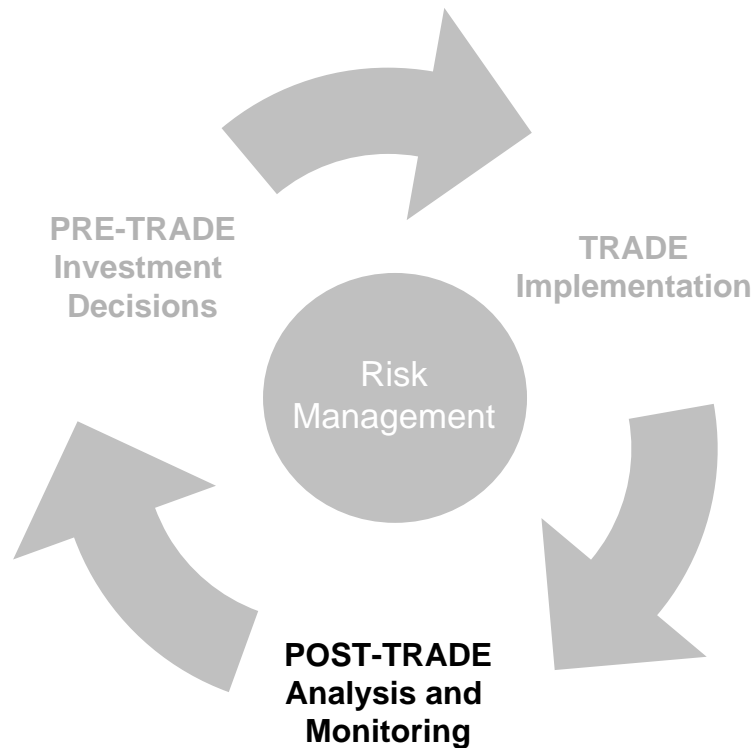 PRE-TRADE
Investment
Decisions
TRADE
Implementation
Risk
Management
POST-TRADE
Analysis and
Monitoring